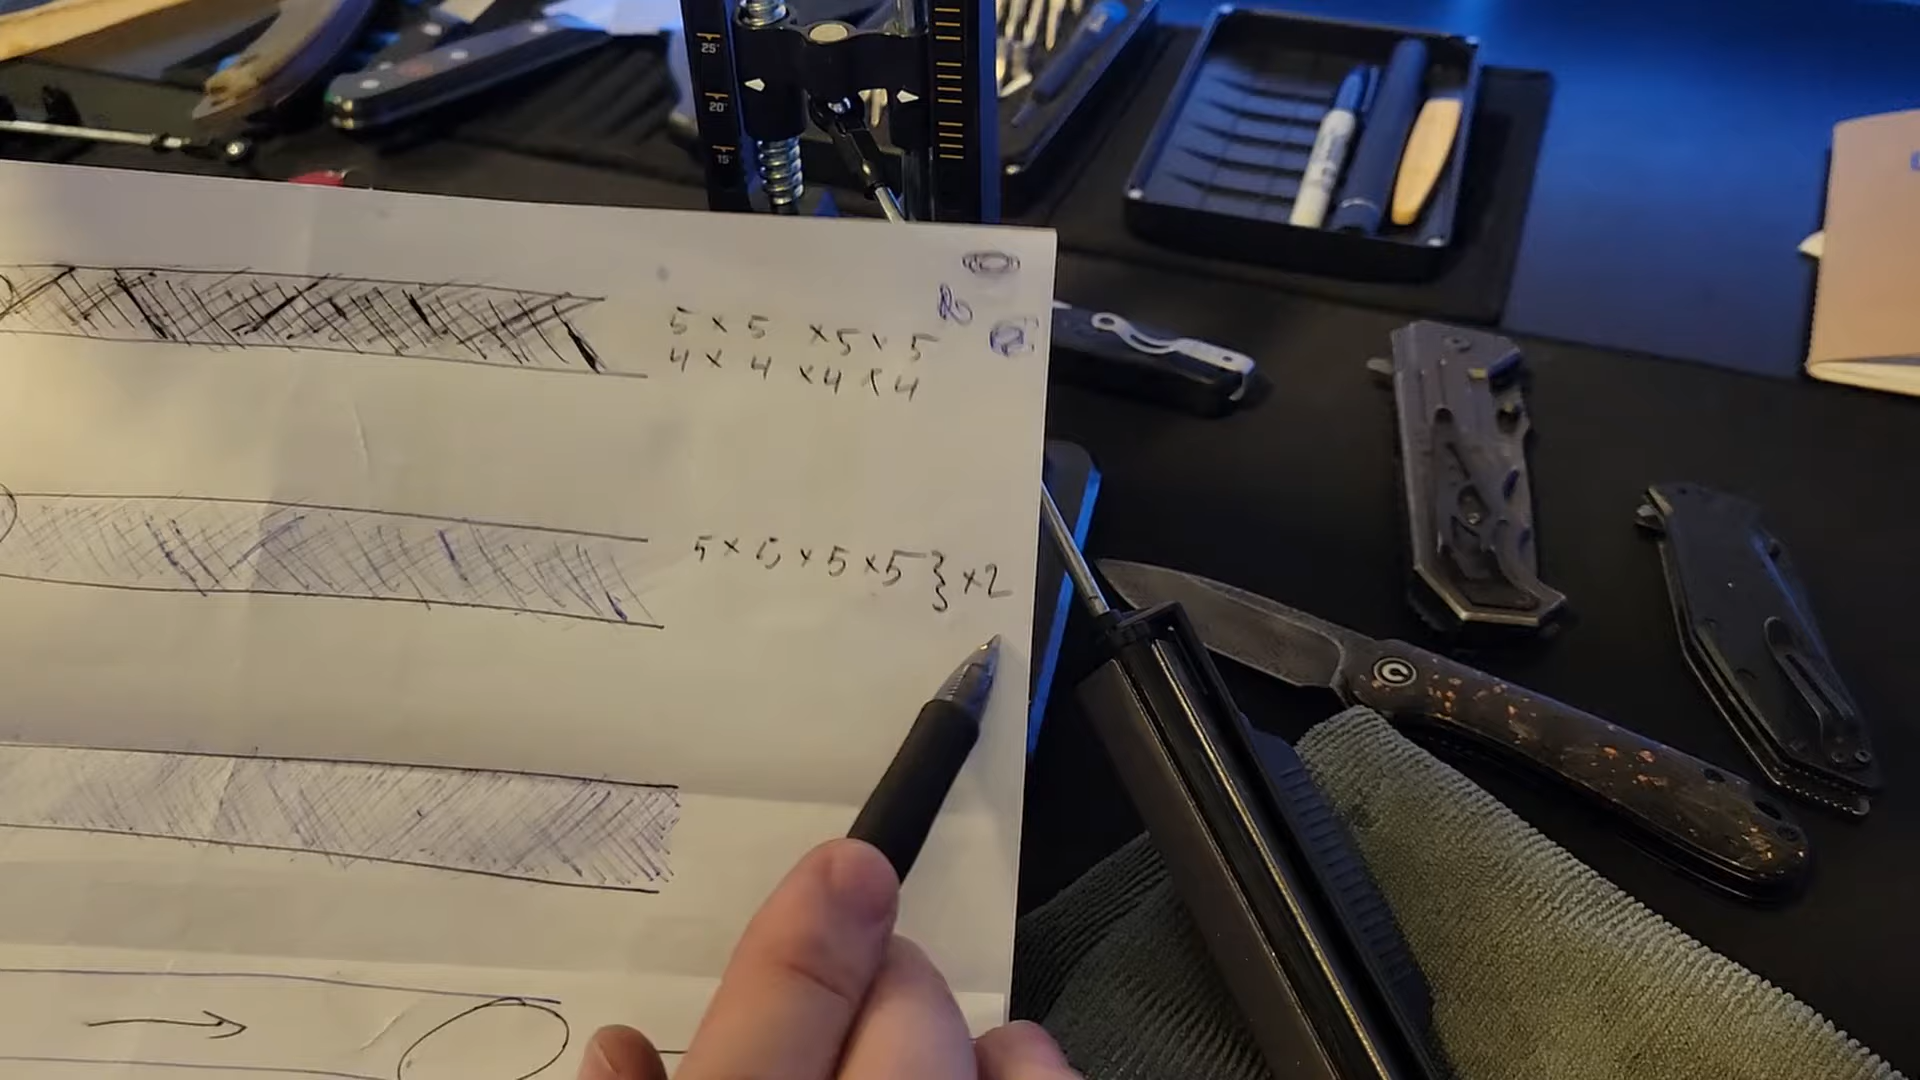 25°
20°
15°
5 × 5 × 5 × 5
4 × 4 × 4 × 4
5 × 5 × 5 × 5 } × 2